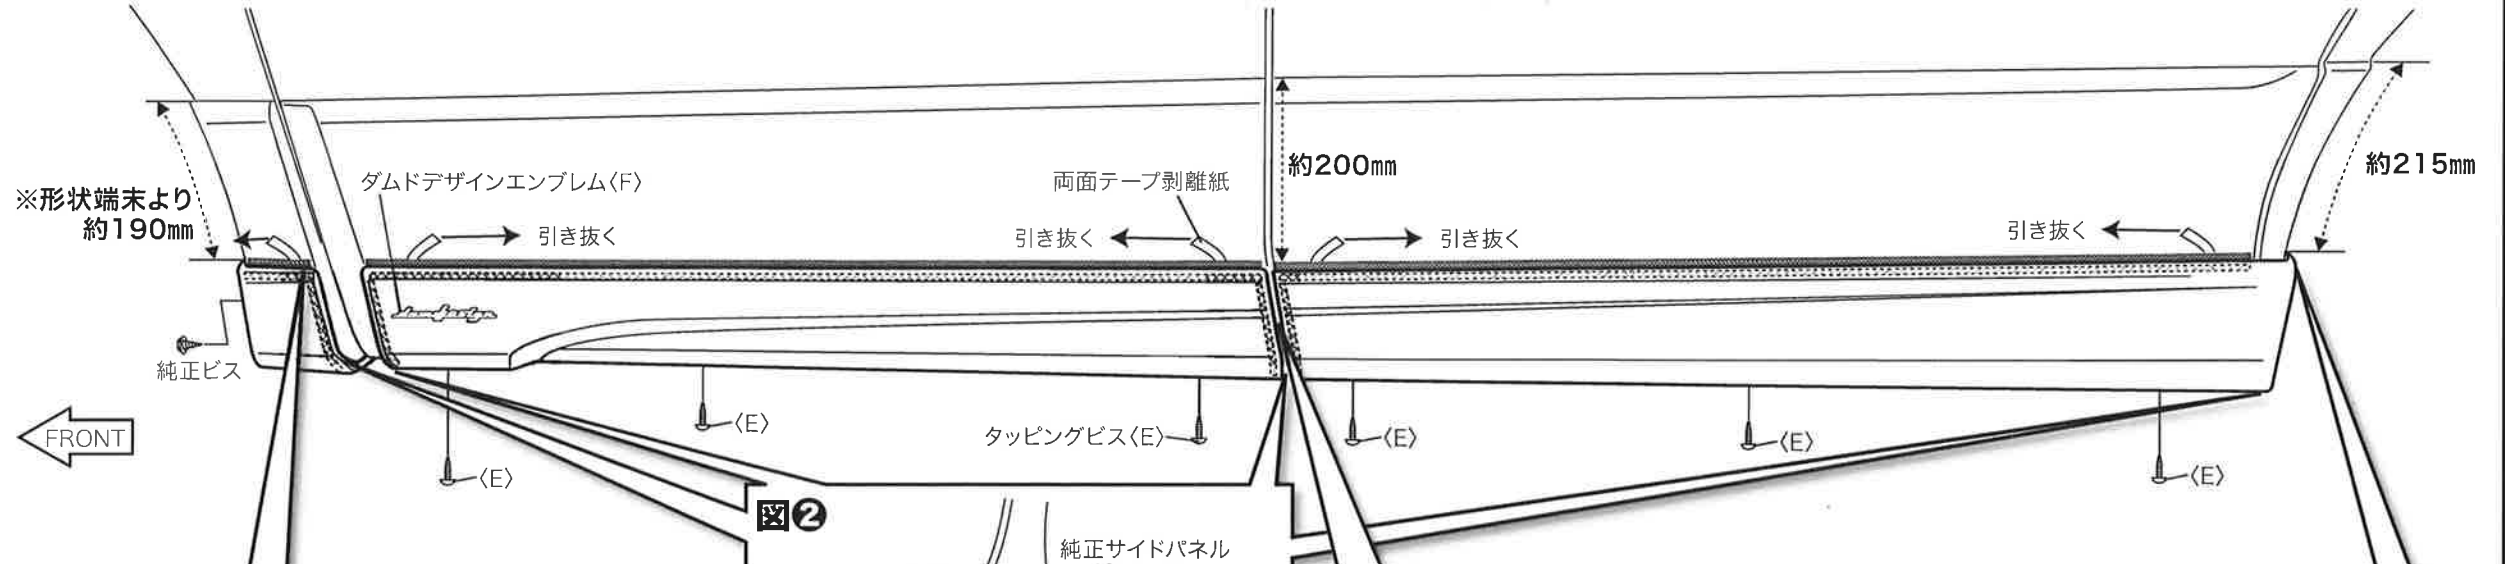 約200㎜
約215㎜
ダムドデザインエンブレム〈F〉
両面テープ剥離紙
※形状端末より
約190㎜
引き抜く
引き抜く
引き抜く
引き抜く
damdesign
純正ビス
FRONT
〈E〉
タッピングビス〈E〉
〈E〉
〈E〉
〈E〉
〈E〉
図❷
純正サイドパネル